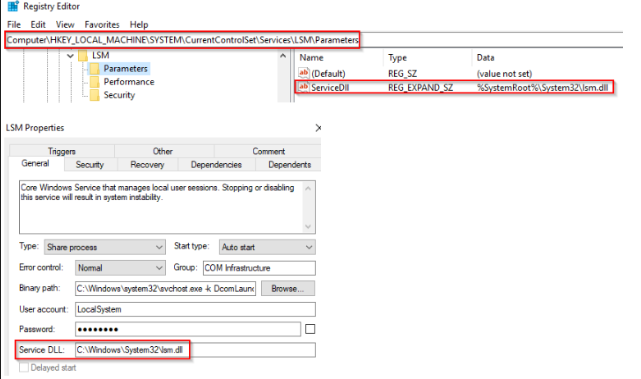 Registry Editor
File Edit View Favorites Help
Computer\HKEY_LOCAL_MACHINE\SYSTEM\CurrentControlSet\Services\LSM\Parameters
LSM
Parameters
Performance
Security
Name Type Data
ab (Default) REG_SZ (value not set)
ab ServiceDll REG_EXPAND_SZ %SystemRoot%\System32\lsm.dll
LSM Properties
Triggers Other Comment
General Security Recovery Dependencies Dependents
Core Windows Service that manages local user sessions. Stopping or disabling
this service will result in system instability.
Type: Share process Start type: Auto start
Error control: Normal Group: COM Infrastructure
Binary path: C:\Windows\system32\svchost.exe -k DcomLaunc Browse...
User account: LocalSystem
Password: ••••••••
Service DLL: C:\Windows\System32\lsm.dll
Delayed start